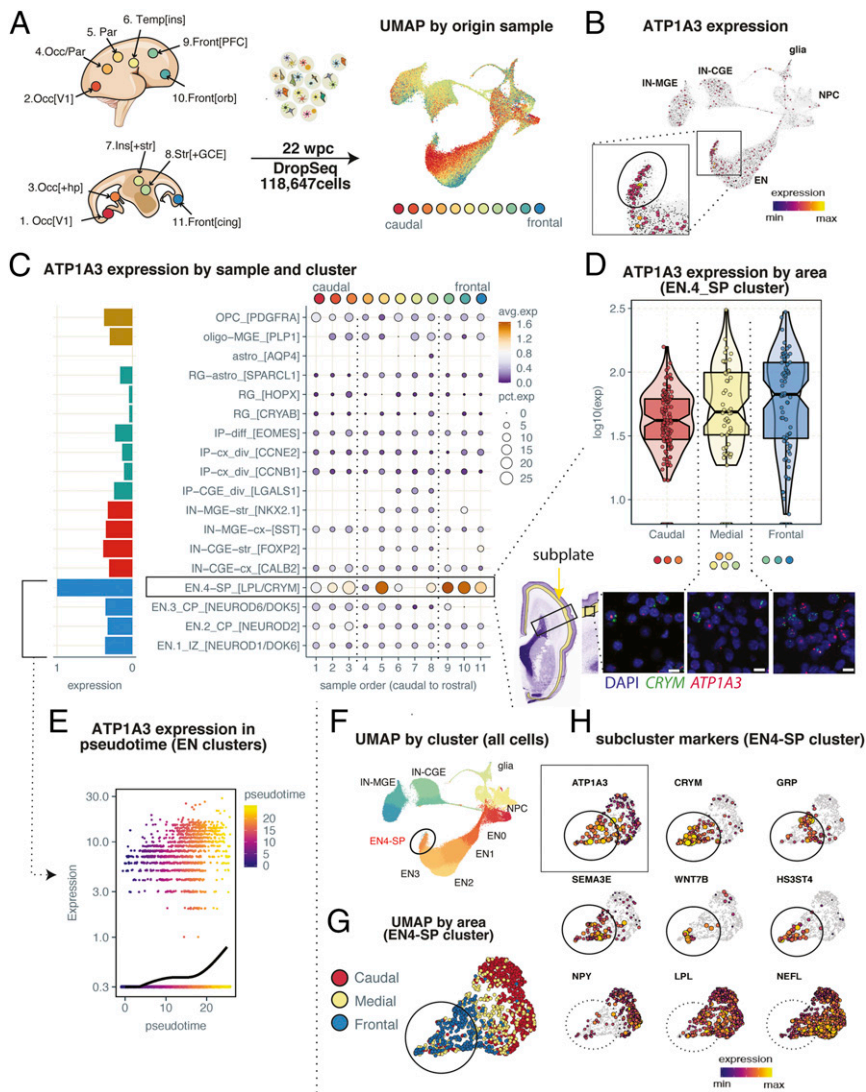 A
6. Temp[ins]
5. Par
4.Occ/Par
9.Front[PFC]
2.Occ[V1]
10.Front[orb]
7.Ins[+str]
8.Str[+GCE]
3.Occ[+hp]
1. Occ[V1]
11.Front[cing]
22 wpc
DropSeq
118,647cells
UMAP by origin sample
caudal frontal
B
ATP1A3 expression
glia
IN-CGE
IN-MGE
NPC
EN
expression
min max
C
ATP1A3 expression by sample and cluster
caudal frontal
OPC_[PDGFRA]
oligo-MGE_[PLP1]
astro_[AQP4]
RG-astro_[SPARCL1]
RG_[HOPX]
RG_[CRYAB]
IP-diff_[EOMES]
IP-cx_div_[CCNE2]
IP-cx_div_[CCNB1]
IP-CGE_div_[LGALS1]
IN-MGE-str_[NKX2.1]
IN-MGE-cx-[SST]
IN-CGE-str_[FOXP2]
IN-CGE-cx_[CALB2]
EN.4-SP_[LPL/CRYM]
EN.3_CP_[NEUROD6/DOK5]
EN.2_CP_[NEUROD2]
EN.1_IZ_[NEUROD1/DOK6]
1 0
expression
1 2 3 4 5 6 7 8 9 10 11
sample order (caudal to rostral)
avg.exp
1.6
1.2
0.8
0.4
0.0
pct.exp
0
5
10
15
20
25
D
ATP1A3 expression by area
(EN.4_SP cluster)
log10(exp)
2.5
2.0
1.5
1.0
Caudal Medial Frontal
subplate
DAPI CRYM ATP1A3
E
ATP1A3 expression in
pseudotime (EN clusters)
pseudotime
20
15
10
5
0
Expression
30.0
10.0
3.0
1.0
0.3
0 10 20
pseudotime
F
UMAP by cluster (all cells)
glia
IN-CGE
IN-MGE
NPC
EN4-SP
EN0
EN1
EN3
EN2
G
UMAP by area
(EN4-SP cluster)
Caudal
Medial
Frontal
H
subcluster markers (EN4-SP cluster)
ATP1A3 CRYM GRP
SEMA3E WNT7B HS3ST4
NPY LPL NEFL
expression
min max